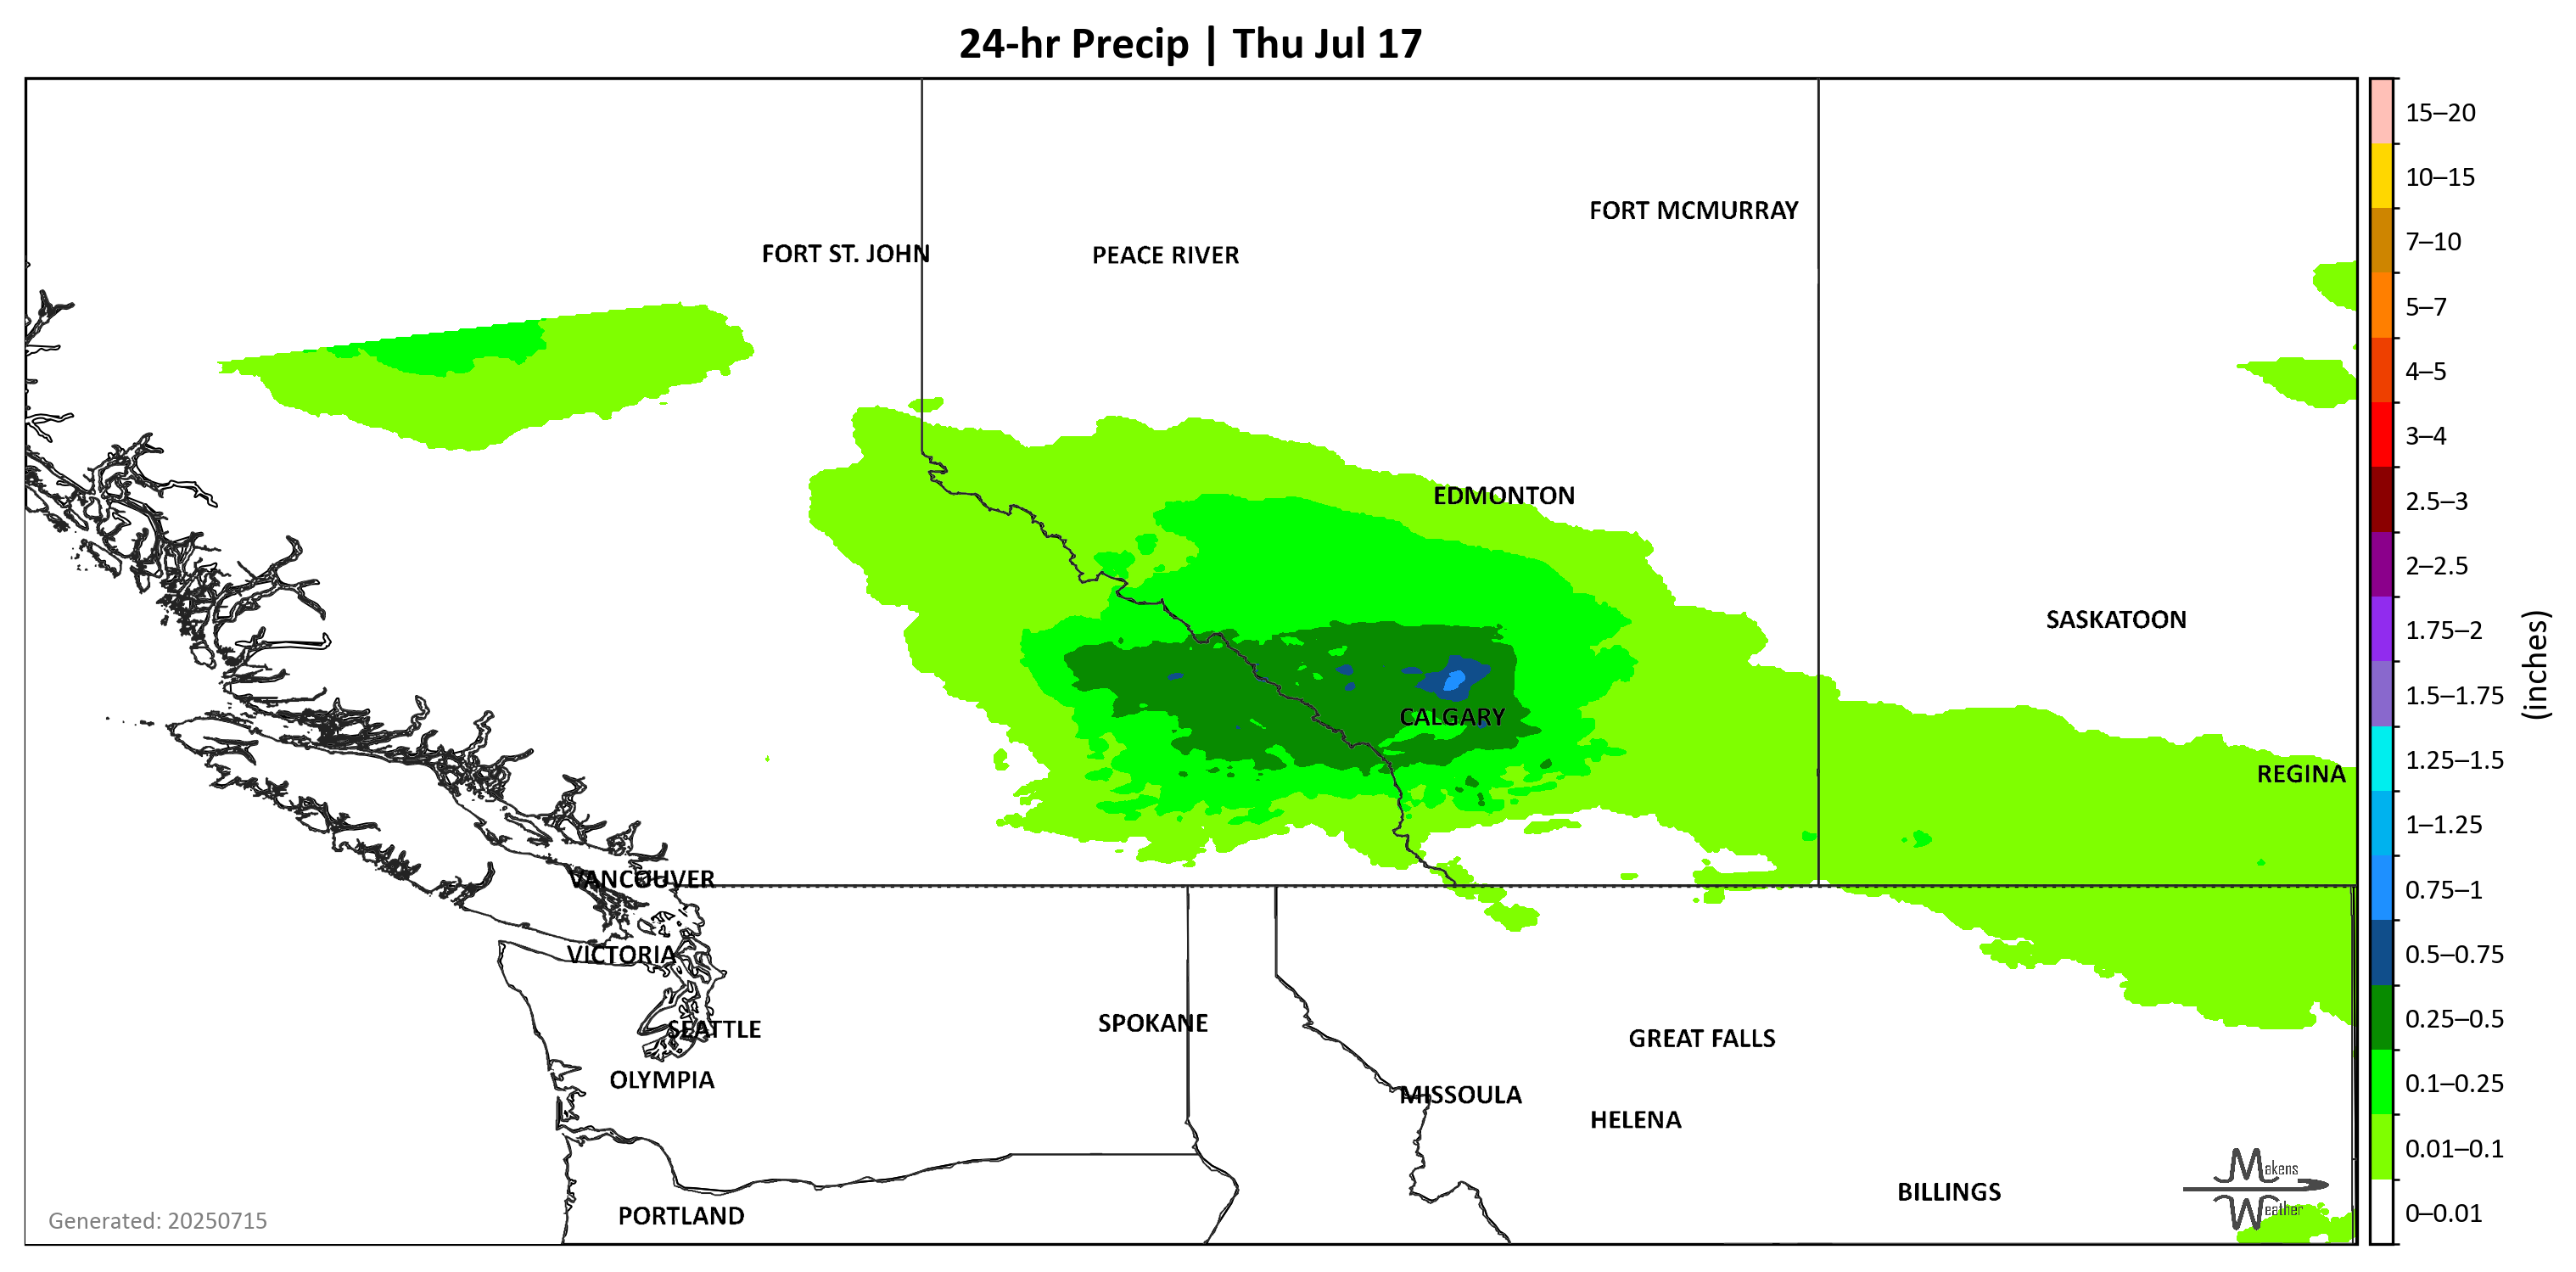 24-hr Precip | Thu Jul 17
15–20
10–15
FORT MCMURRAY
7–10
FORT ST. JOHN
PEACE RIVER
5–7
4–5
3–4
EDMONTON
2.5–3
2–2.5
SASKATOON
1.75–2
(inches)
1.5–1.75
CALGARY
1.25–1.5
REGINA
1–1.25
VANCOUVER
0.75–1
VICTORIA
0.5–0.75
SPOKANE
0.25–0.5
SEATTLE
GREAT FALLS
OLYMPIA
0.1–0.25
MISSOULA
HELENA
0.01–0.1
Makens
BILLINGS
Weather
PORTLAND
0–0.01
Generated: 20250715